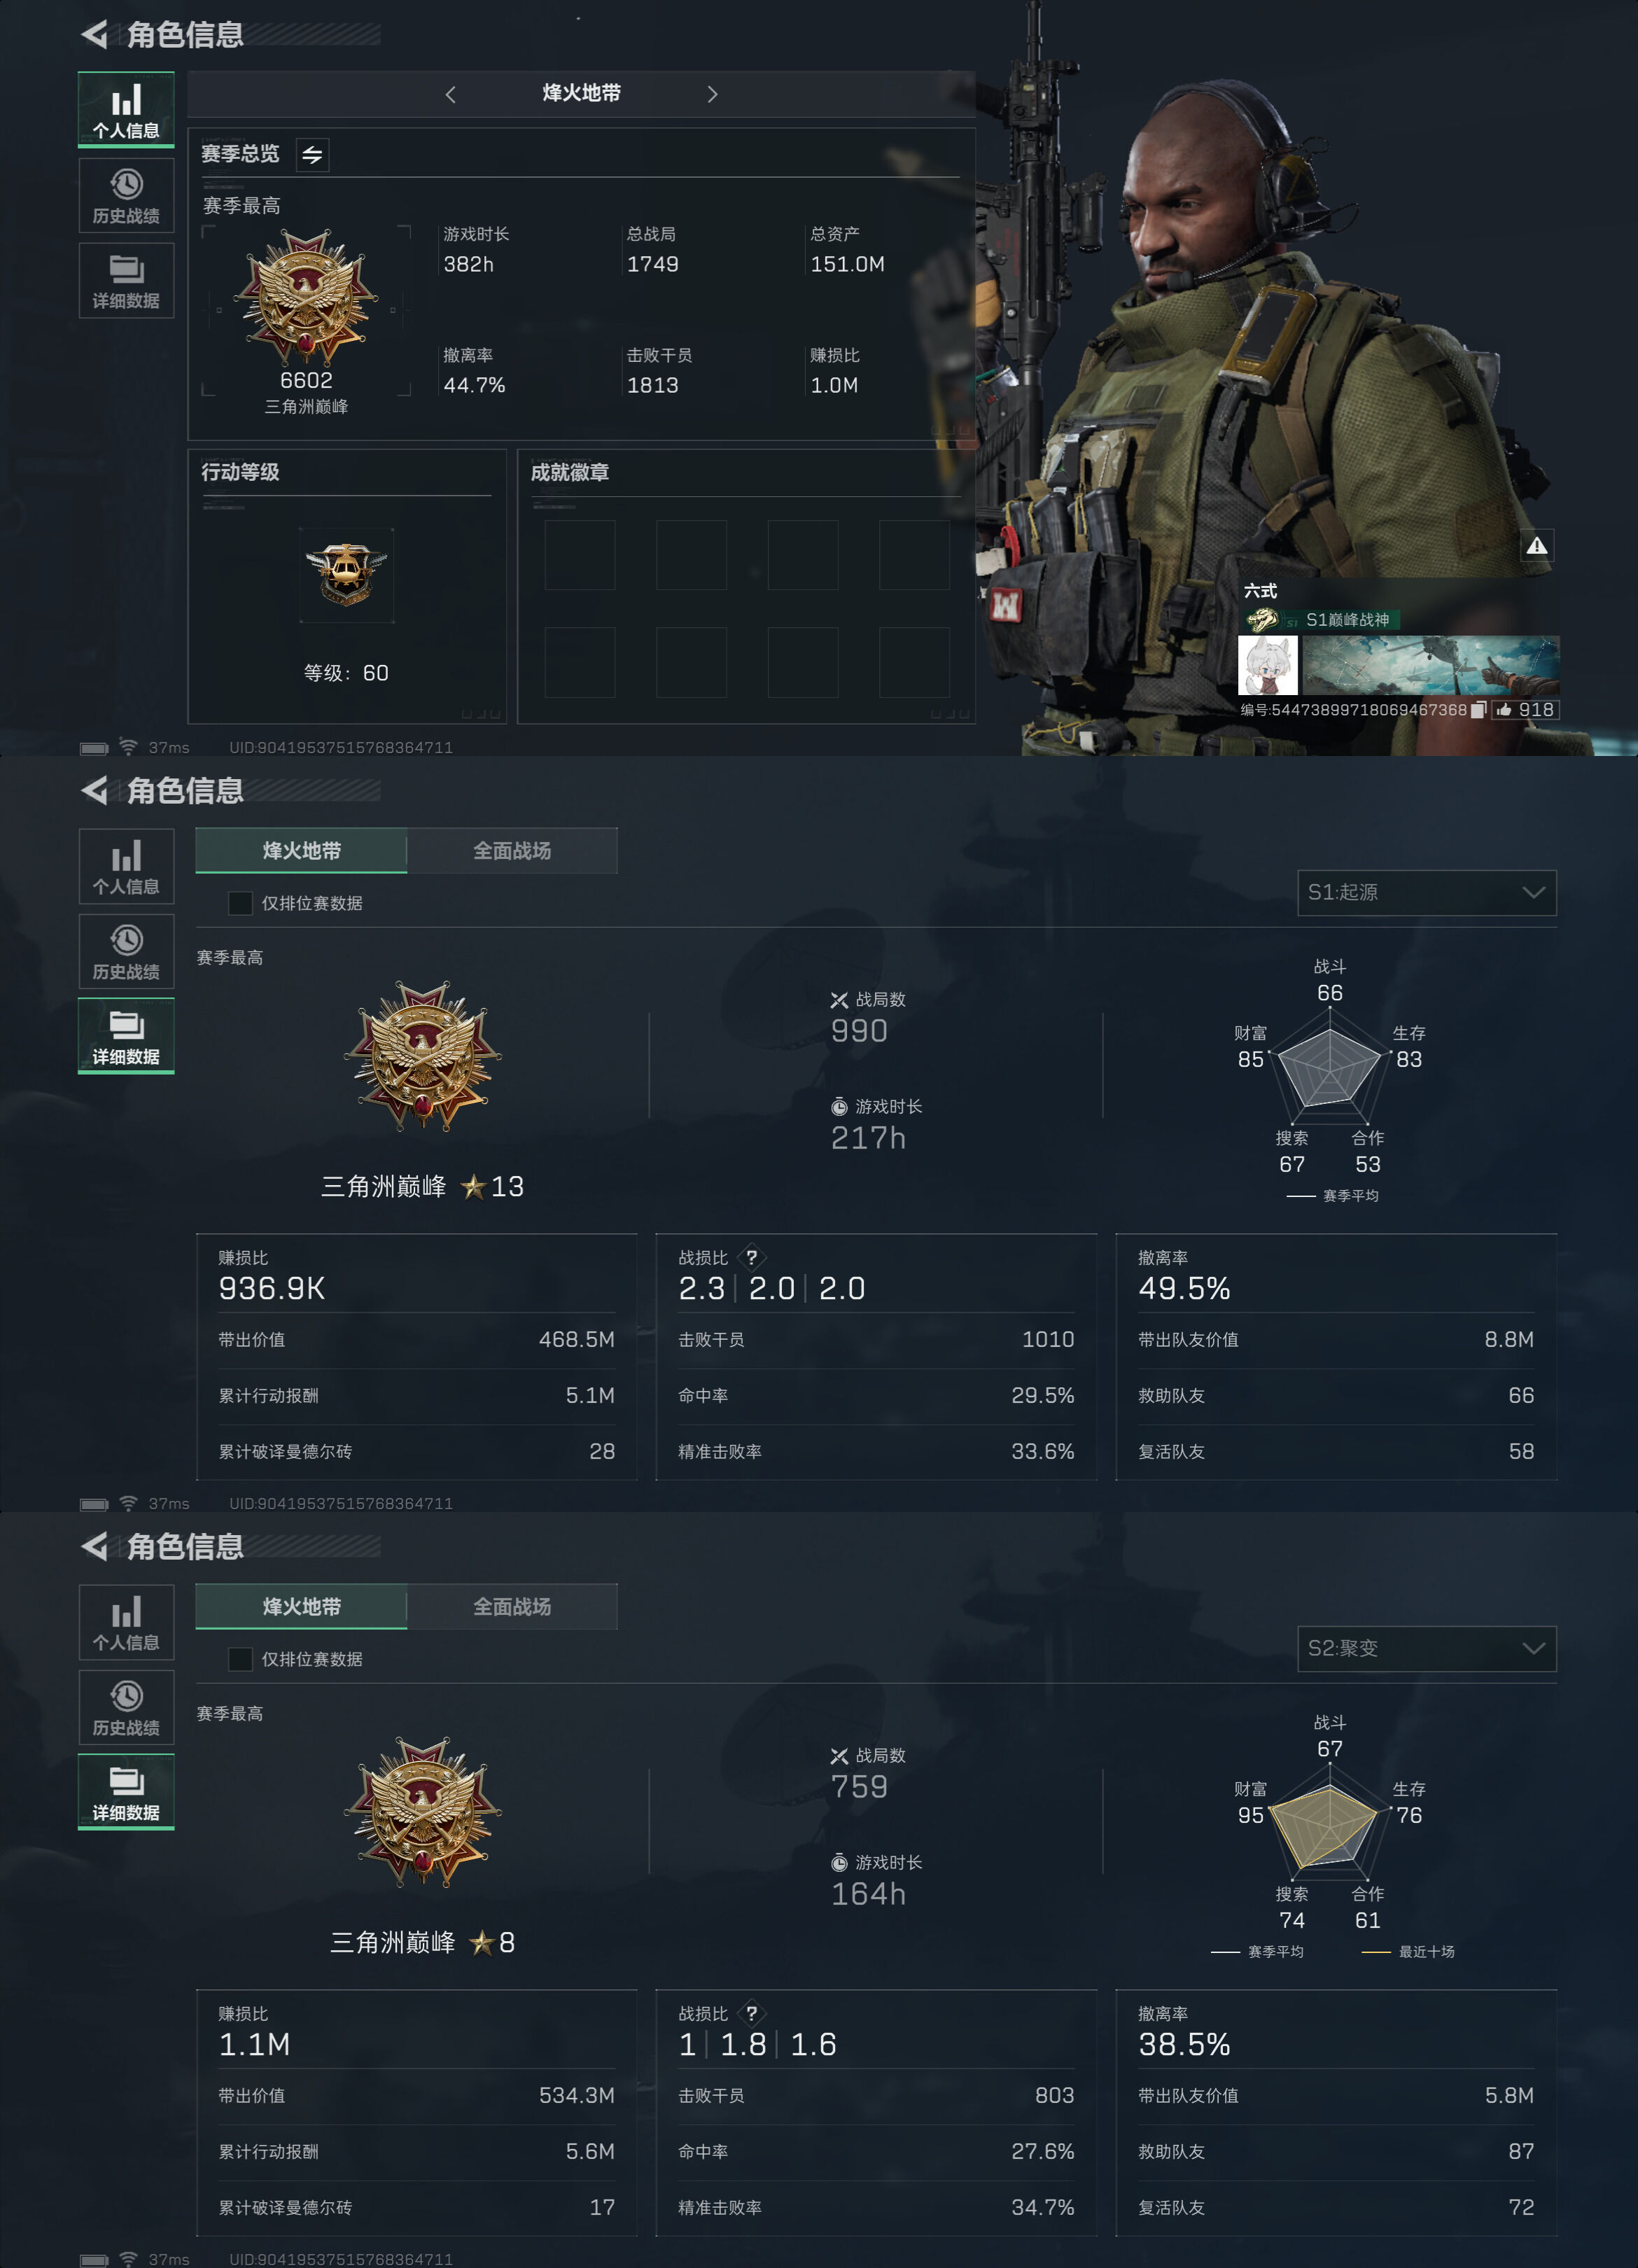 角色信息
个人信息
历史战绩
详细数据
烽火地带
赛季总览
赛季最高
6602
三角洲巅峰
游戏时长
382h
总战局
1749
总资产
151.0M
撤离率
44.7%
击败干员
1813
赚损比
1.0M
行动等级
等级：60
成就徽章
六式
S1 S1巅峰战神
编号:544738997180694673​68 918
37ms UID:90419537515768364711
角色信息
个人信息
历史战绩
详细数据
烽火地带 全面战场
仅排位赛数据
S1:起源
赛季最高
三角洲巅峰 13
战局数
990
游戏时长
217h
战斗
66
财富
85
生存
83
搜索
67
合作
53
赛季平均
赚损比
936.9K
带出价值 468.5M
累计行动报酬 5.1M
累计破译曼德尔砖 28
战损比 ?
2.3 | 2.0 | 2.0
击败干员 1010
命中率 29.5%
精准击败率 33.6%
撤离率
49.5%
带出队友价值 8.8M
救助队友 66
复活队友 58
37ms UID:90419537515768364711
角色信息
个人信息
历史战绩
详细数据
烽火地带 全面战场
仅排位赛数据
S2:聚变
赛季最高
三角洲巅峰 8
战局数
759
游戏时长
164h
战斗
67
财富
95
生存
76
搜索
74
合作
61
赛季平均 最近十场
赚损比
1.1M
带出价值 534.3M
累计行动报酬 5.6M
累计破译曼德尔砖 17
战损比 ?
1 | 1.8 | 1.6
击败干员 803
命中率 27.6%
精准击败率 34.7%
撤离率
38.5%
带出队友价值 5.8M
救助队友 87
复活队友 72
37ms UID:90419537515768364711